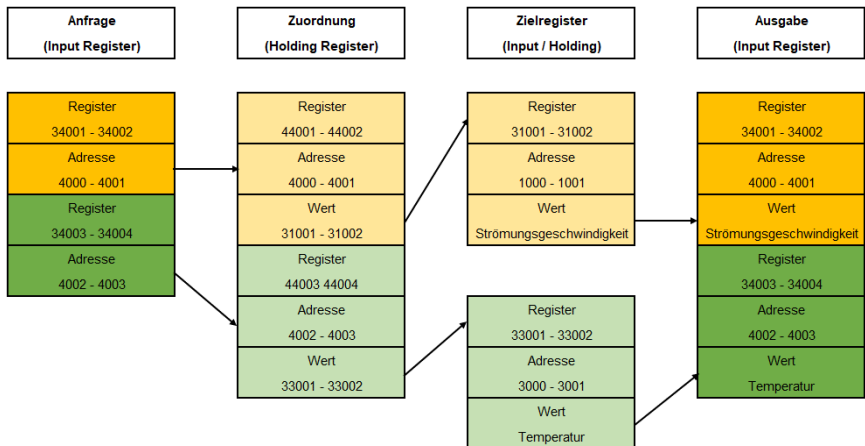 Anfrage
(Input Register)
Zuordnung
(Holding Register)
Zielregister
(Input / Holding)
Ausgabe
(Input Register)
Register
34001 - 34002
Adresse
4000 - 4001
Register
34003 - 34004
Adresse
4002 - 4003
Register
44001 - 44002
Adresse
4000 - 4001
Wert
31001 - 31002
Register
44003 44004
Adresse
4002 - 4003
Wert
33001 - 33002
Register
31001 - 31002
Adresse
1000 - 1001
Wert
Strömungsgeschwindigkeit
Register
33001 - 33002
Adresse
3000 - 3001
Wert
Temperatur
Register
34001 - 34002
Adresse
4000 - 4001
Wert
Strömungsgeschwindigkeit
Register
34003 - 34004
Adresse
4002 - 4003
Wert
Temperatur